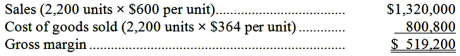 Sales (2,200 units × $600 per unit)................................... $1,320,000
Cost of goods sold (2,200 units × $364 per unit) ............. 800,800
Gross margin ..................................................................... $ 519,200